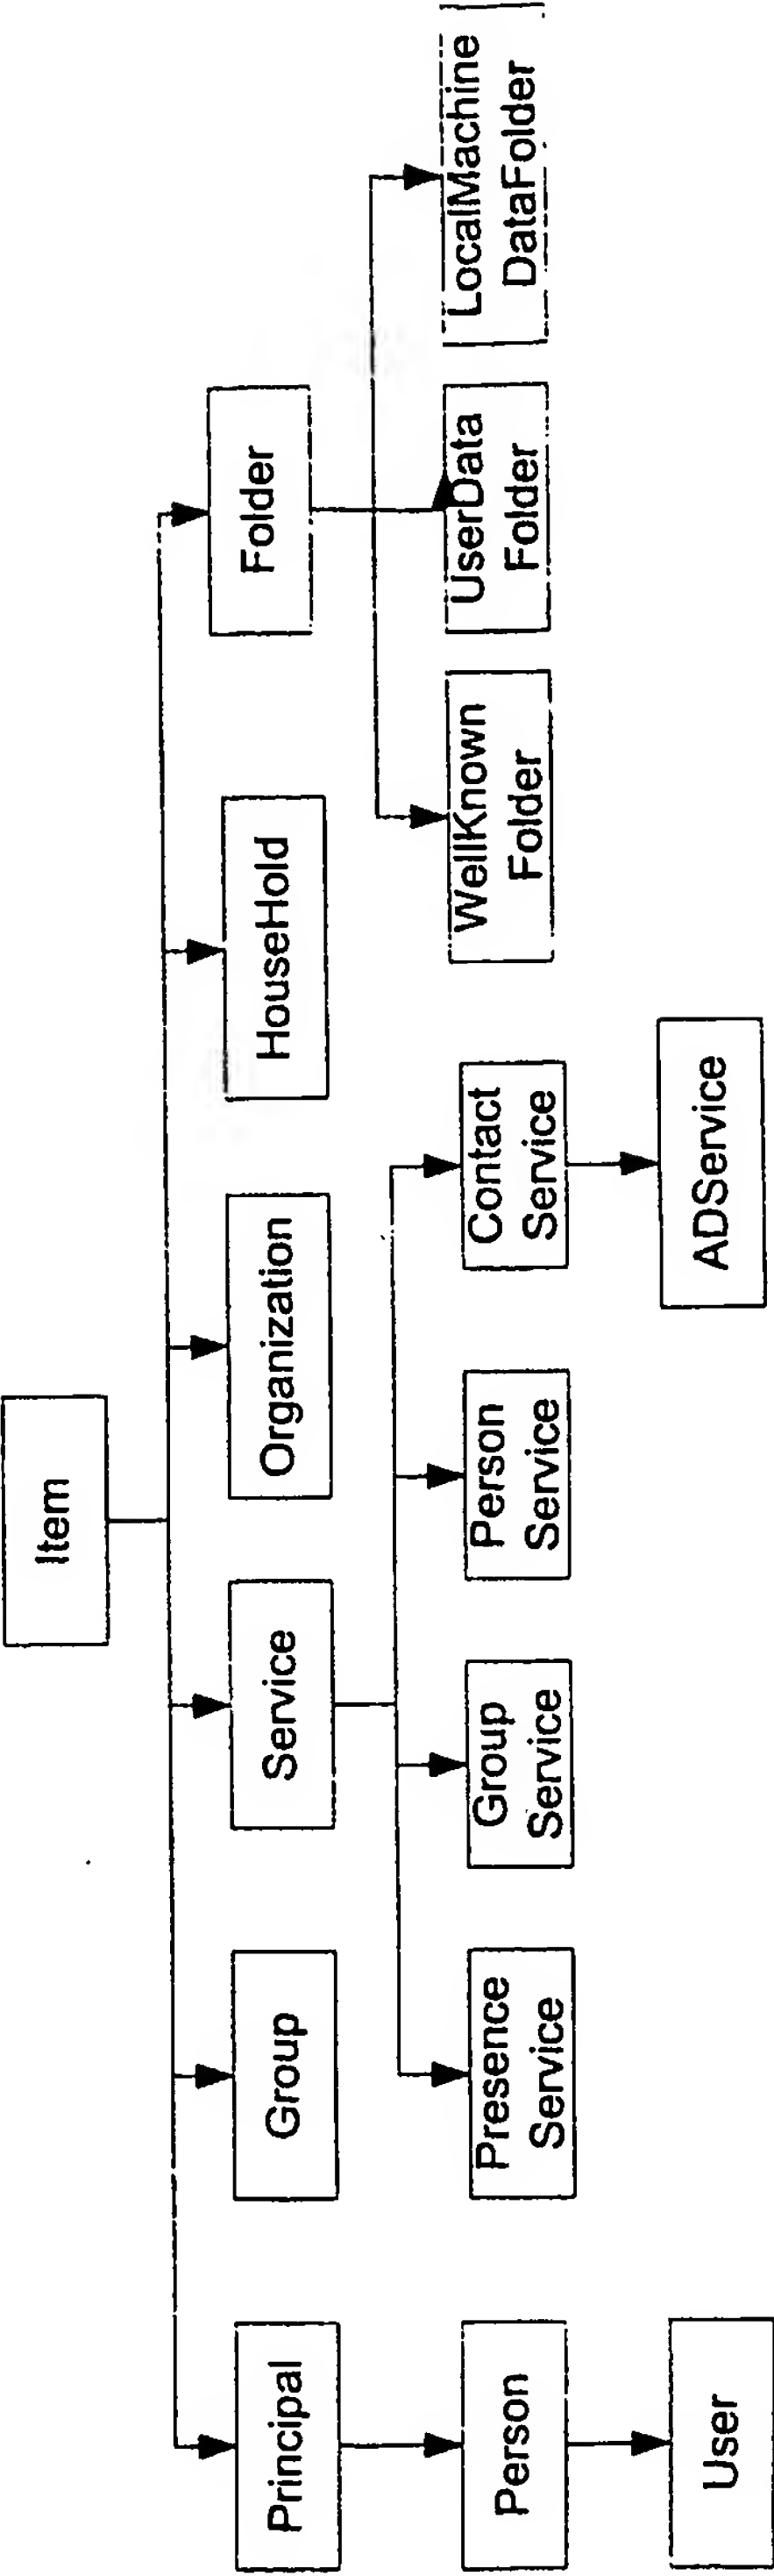 Item
Principal
Group
Service
Organization
HouseHold
Folder
Person
Presence
Service
Group
Service
Person
Service
Contact
Service
WellKnown
Folder
UserData
Folder
LocalMachine
DataFolder
User
ADService